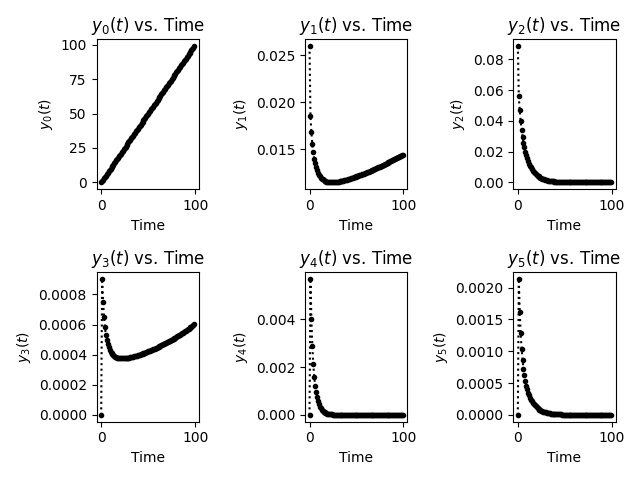 y₀(t) vs. Time
y₀(t)
100
75
50
25
0
0
100
Time
y₁(t) vs. Time
y₁(t)
0.025
0.020
0.015
0
100
Time
y₂(t) vs. Time
y₂(t)
0.08
0.06
0.04
0.02
0.00
0
100
Time
y₃(t) vs. Time
y₃(t)
0.0008
0.0006
0.0004
0.0002
0.0000
0
100
Time
y₄(t) vs. Time
y₄(t)
0.004
0.002
0.000
0
100
Time
y₅(t) vs. Time
y₅(t)
0.0020
0.0015
0.0010
0.0005
0.0000
0
100
Time